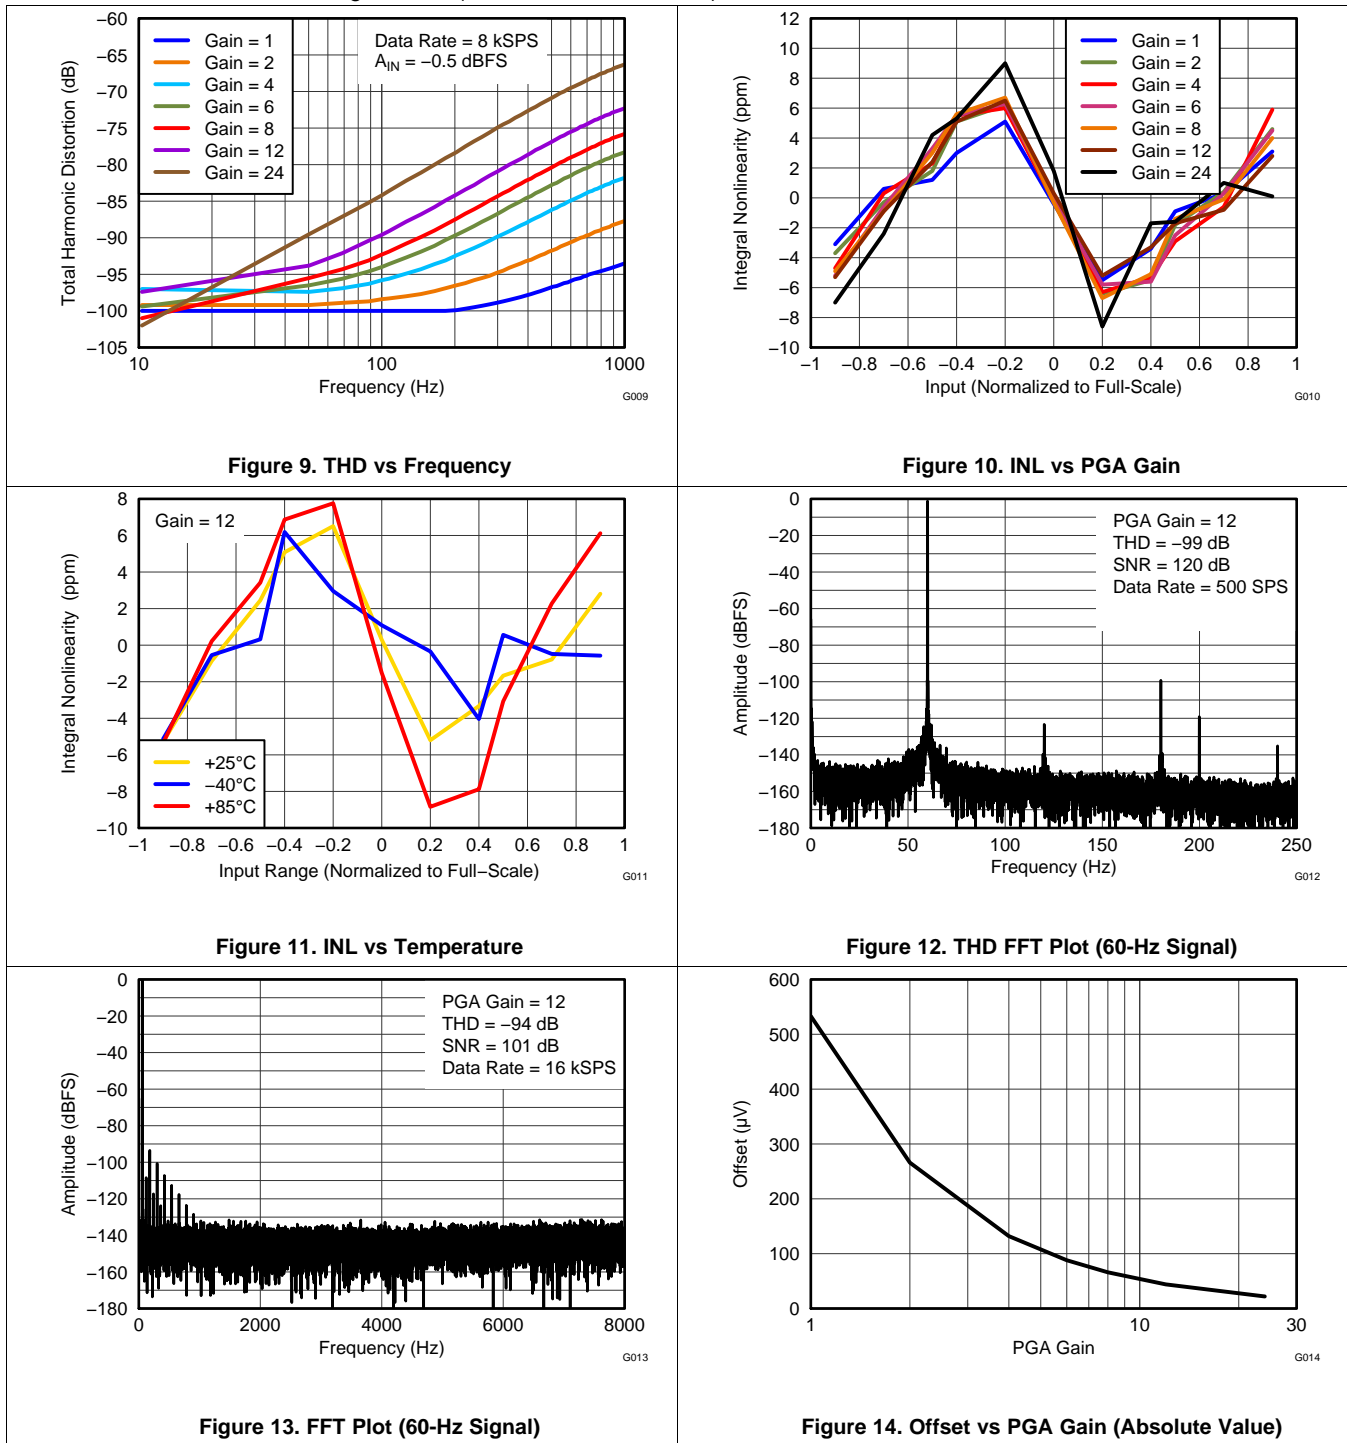 −60
−65
−70
−75
−80
−85
−90
−95
−100
−105
Total Harmonic Distortion (dB)
Gain = 1
Gain = 2
Gain = 4
Gain = 6
Gain = 8
Gain = 12
Gain = 24
Data Rate = 8 kSPS
AIN = −0.5 dBFS
10 100 1000
Frequency (Hz)
G009
Figure 9. THD vs Frequency
12
10
8
6
4
2
0
−2
−4
−6
−8
−10
Integral Nonlinearity (ppm)
Gain = 1
Gain = 2
Gain = 4
Gain = 6
Gain = 8
Gain = 12
Gain = 24
−1 −0.8 −0.6 −0.4 −0.2 0 0.2 0.4 0.6 0.8 1
Input (Normalized to Full-Scale)
G010
Figure 10. INL vs PGA Gain
8
6
4
2
0
−2
−4
−6
−8
−10
Integral Nonlinearity (ppm)
Gain = 12
+25°C
−40°C
+85°C
−1 −0.8 −0.6 −0.4 −0.2 0 0.2 0.4 0.6 0.8 1
Input Range (Normalized to Full−Scale)
G011
Figure 11. INL vs Temperature
0
−20
−40
−60
−80
−100
−120
−140
−160
−180
Amplitude (dBFS)
PGA Gain = 12
THD = −99 dB
SNR = 120 dB
Data Rate = 500 SPS
0 50 100 150 200 250
Frequency (Hz)
G012
Figure 12. THD FFT Plot (60-Hz Signal)
0
−20
−40
−60
−80
−100
−120
−140
−160
−180
Amplitude (dBFS)
PGA Gain = 12
THD = −94 dB
SNR = 101 dB
Data Rate = 16 kSPS
0 2000 4000 6000 8000
Frequency (Hz)
G013
Figure 13. FFT Plot (60-Hz Signal)
600
500
400
300
200
100
0
Offset (µV)
1 10 30
PGA Gain
G014
Figure 14. Offset vs PGA Gain (Absolute Value)